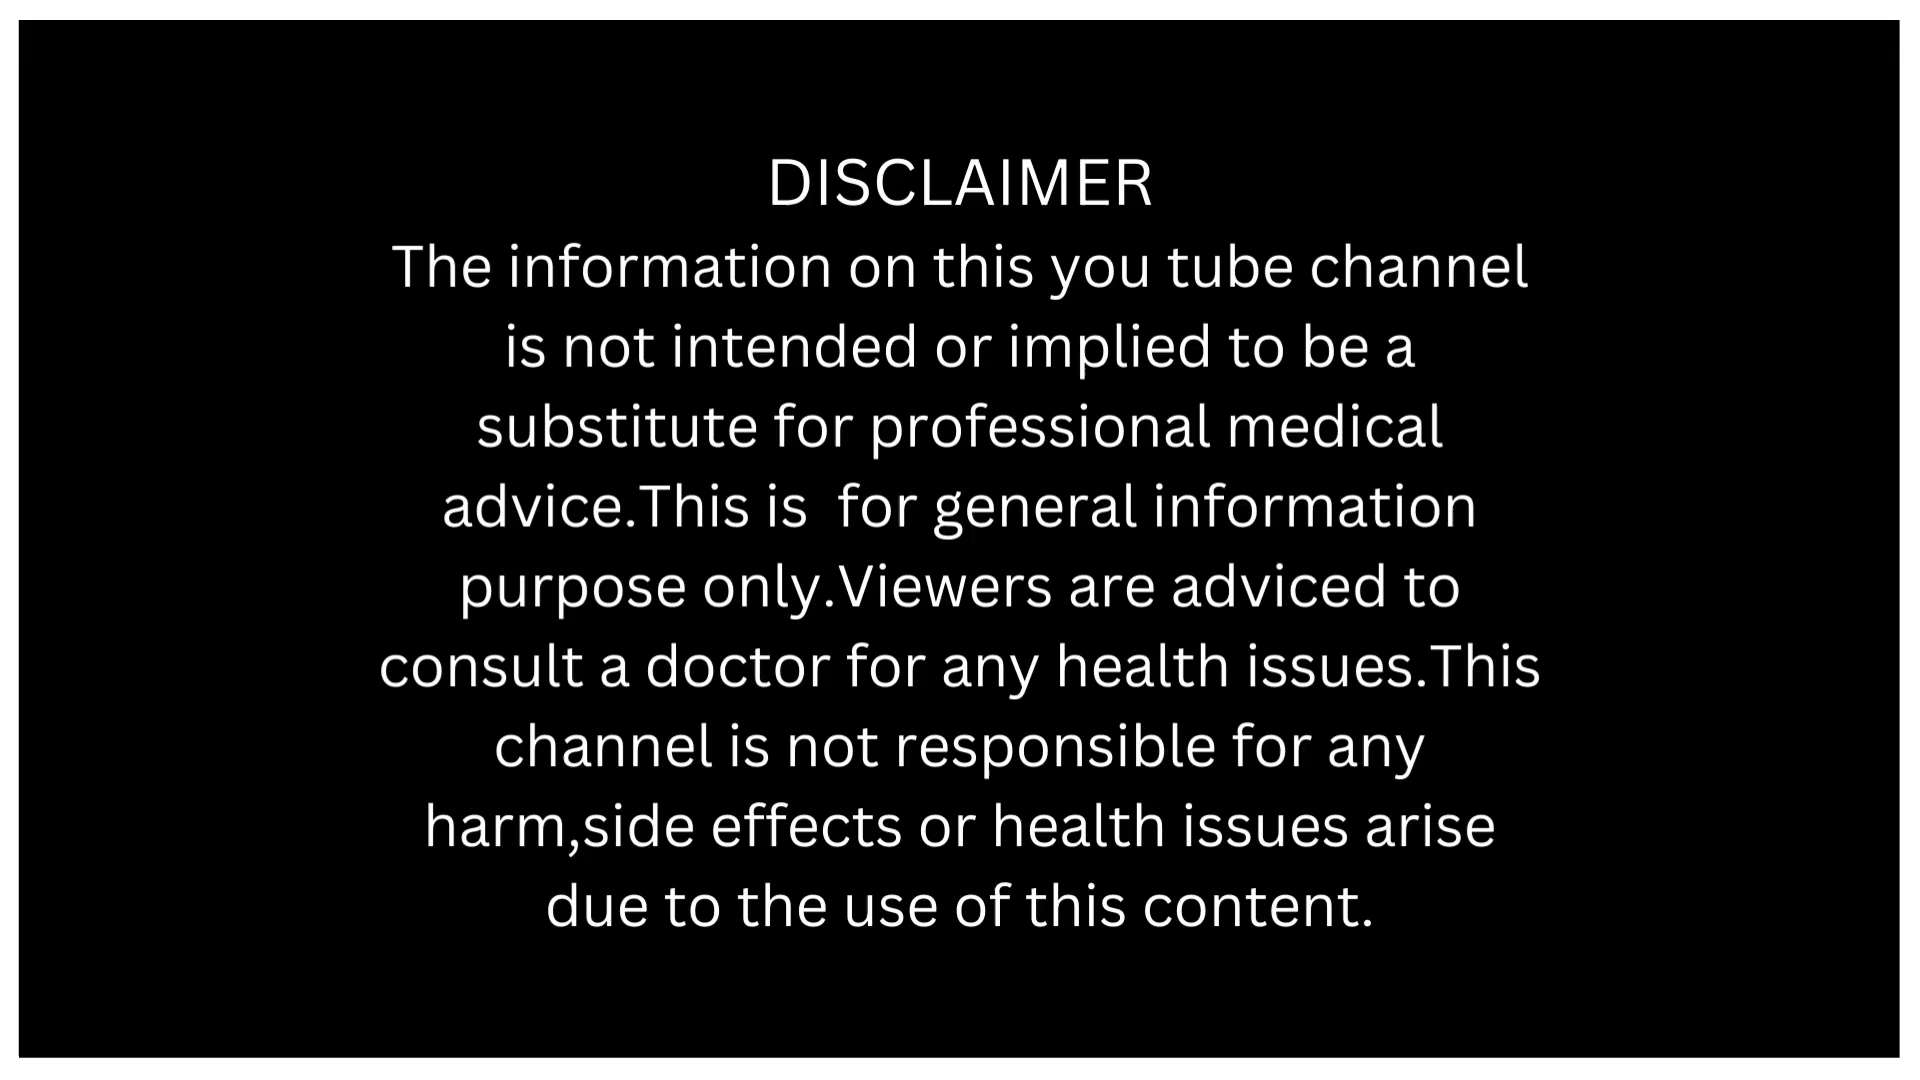 DISCLAIMER
The information on this you tube channel
is not intended or implied to be a
substitute for professional medical
advice.This is  for general information
purpose only.Viewers are adviced to
consult a doctor for any health issues.This
channel is not responsible for any
harm,side effects or health issues arise
due to the use of this content.